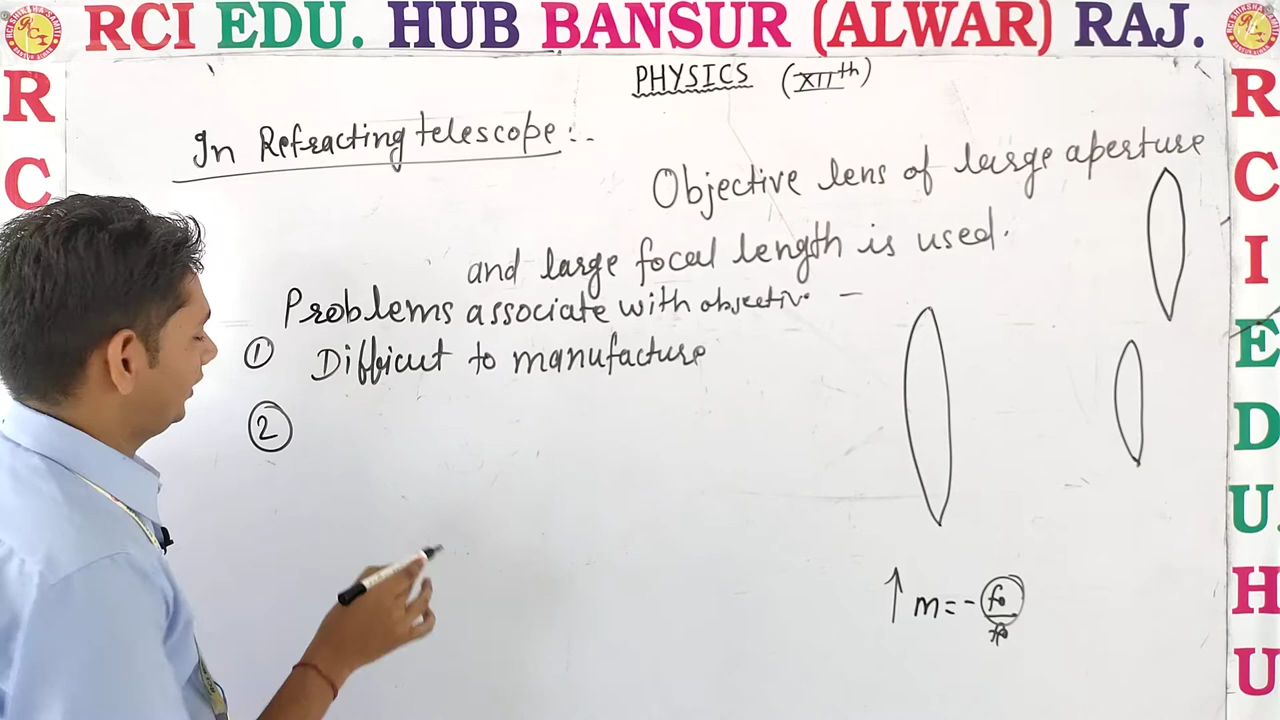 RCI EDU. HUB BANSUR (ALWAR) RAJ.
PHYSICS (XIIth)
In Refracting telescope :-
Objective lens of large aperture
and large focal length is used.
Problems associate with objective -
① Difficut to manufacture
②
↑ m = - fo
R
C
R
C
I
E
D
U.
H
U